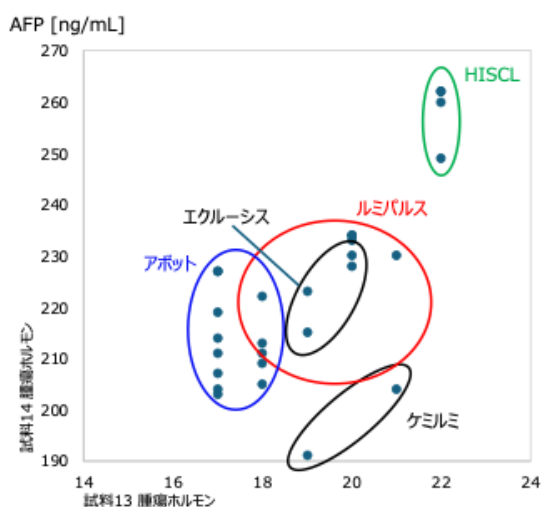 AFP [ng/mL]
270
260
250
240
230
220
210
200
190
14
16
18
20
22
24
試料14 腫瘍ホルモン
試料13 腫瘍ホルモン
HISCL
ルミパルス
エクルーシス
アボット
ケミルミ